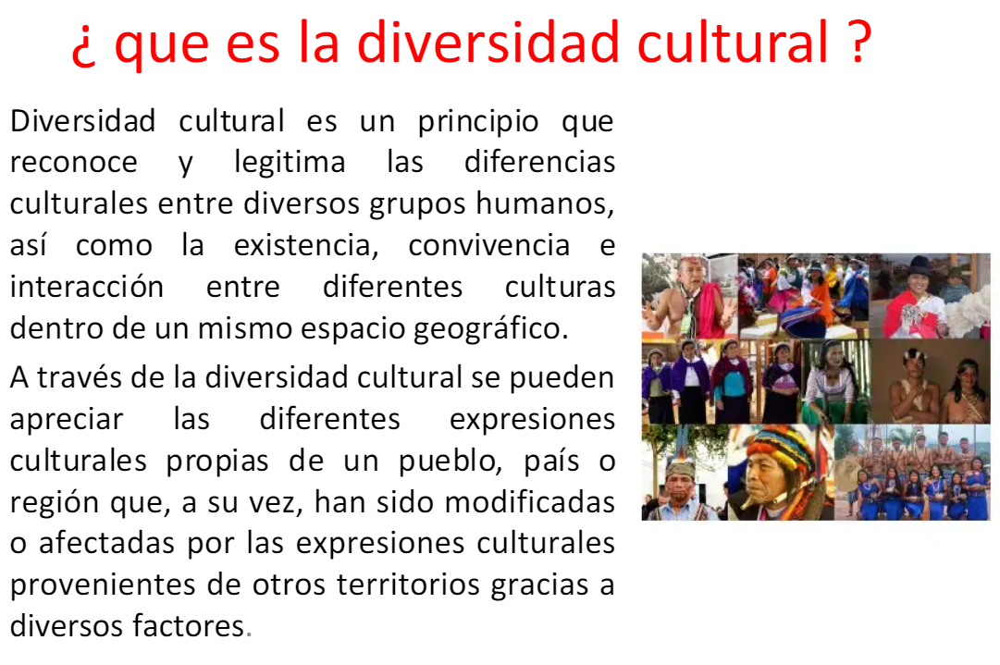 ¿ que es la diversidad cultural ?
Diversidad cultural es un principio que
reconoce y legitima las diferencias
culturales entre diversos grupos humanos,
así como la existencia, convivencia e
interacción entre diferentes culturas
dentro de un mismo espacio geográfico.
A través de la diversidad cultural se pueden
apreciar las diferentes expresiones
culturales propias de un pueblo, país o
región que, a su vez, han sido modificadas
o afectadas por las expresiones culturales
provenientes de otros territorios gracias a
diversos factores.